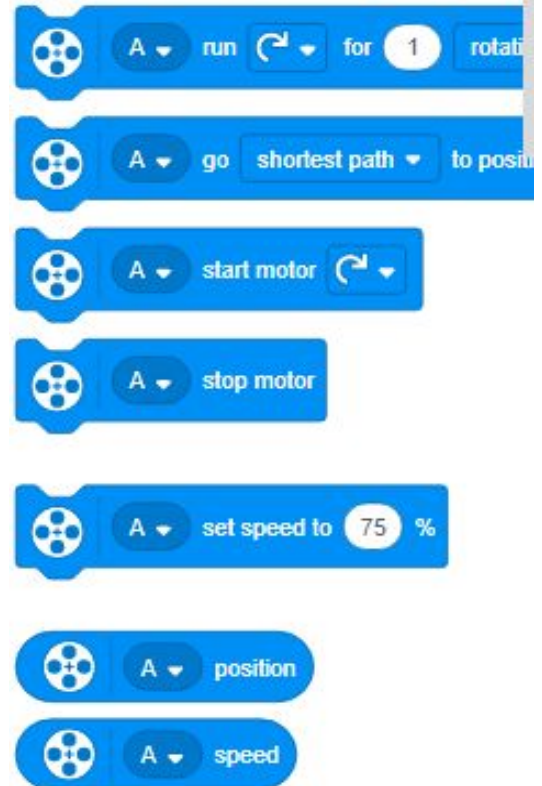 A run for 1 rotati
A go shortest path to positi
A start motor
A stop motor
A set speed to 75 %
A position
A speed